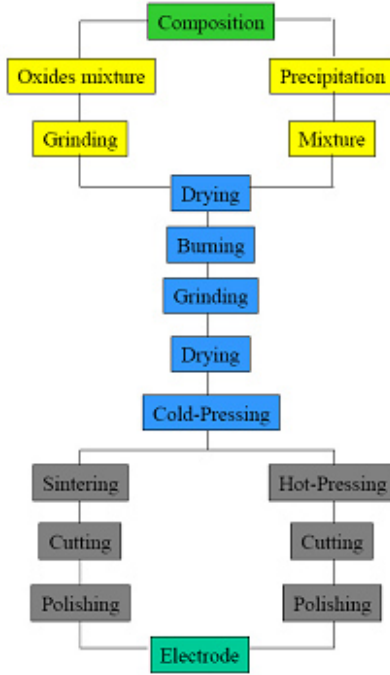 Composition
Oxides mixture
Precipitation
Grinding
Mixture
Drying
Burning
Grinding
Drying
Cold-Pressing
Sintering
Hot-Pressing
Cutting
Cutting
Polishing
Polishing
Electrode